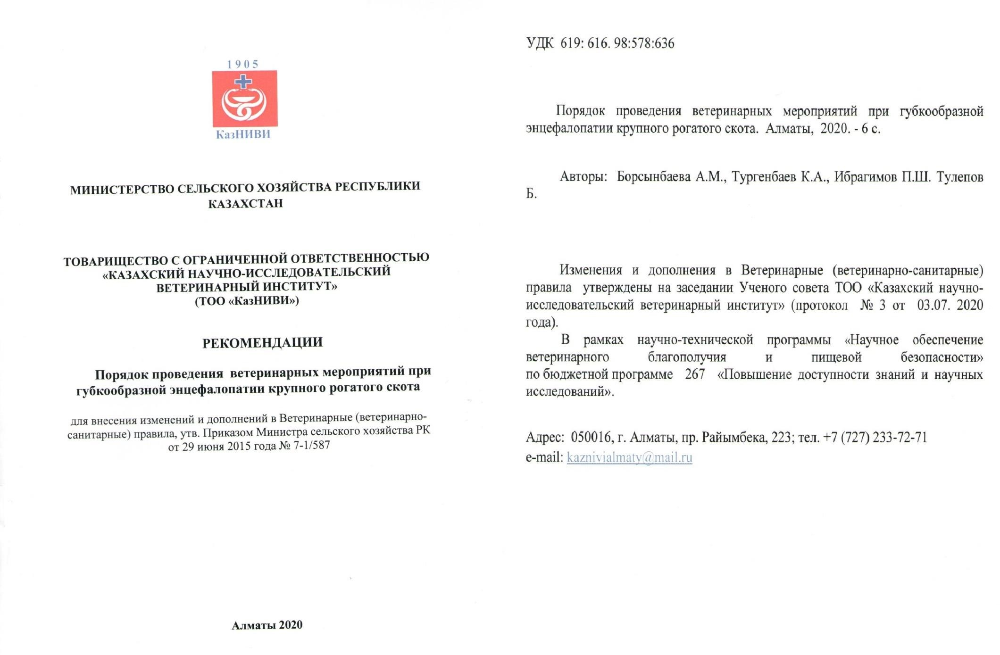 1905
КазНИВИ
МИНИСТЕРСТВО СЕЛЬСКОГО ХОЗЯЙСТВА РЕСПУБЛИКИ
КАЗАХСТАН
ТОВАРИЩЕСТВО С ОГРАНИЧЕННОЙ ОТВЕТСТВЕННОСТЬЮ
«КАЗАХСКИЙ НАУЧНО-ИССЛЕДОВАТЕЛЬСКИЙ
ВЕТЕРИНАРНЫЙ ИНСТИТУТ»
(ТОО «КазНИВИ»)
РЕКОМЕНДАЦИИ
Порядок проведения ветеринарных мероприятий при
губкообразной энцефалопатии крупного рогатого скота
для внесения изменений и дополнений в Ветеринарные (ветеринарно-
санитарные) правила, утв. Приказом Министра сельского хозяйства РК
от 29 июня 2015 года № 7-1/587
Алматы 2020
УДК 619: 616. 98:578:636
Порядок проведения ветеринарных мероприятий при губкообразной
энцефалопатии крупного рогатого скота. Алматы, 2020. - 6 с.
Авторы: Борсынбаева А.М., Тургенбаев К.А., Ибрагимов П.Ш. Тулепов
Б.
Изменения и дополнения в Ветеринарные (ветеринарно-санитарные)
правила утверждены на заседании Ученого совета ТОО «Казахский научно-
исследовательский ветеринарный институт» (протокол № 3 от 03.07. 2020
года).
В рамках научно-технической программы «Научное обеспечение
ветеринарного благополучия и пищевой безопасности»
по бюджетной программе 267 «Повышение доступности знаний и научных
исследований».
Адрес: 050016, г. Алматы, пр. Райымбека, 223; тел. +7 (727) 233-72-71
e-mail: kaznivialmaty@mail.ru